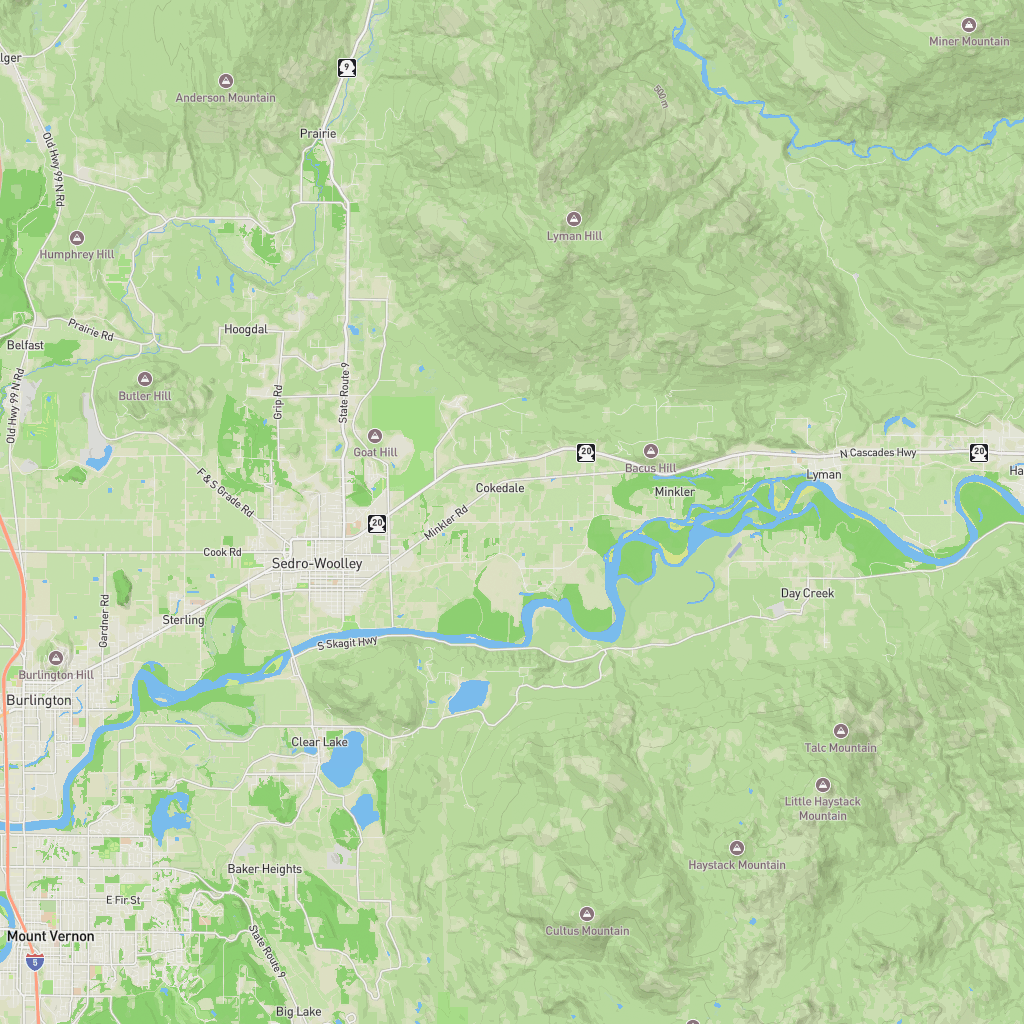 Miner Mountain
lger
9
Anderson Mountain
500 m
Prairie
Old Hwy 99 N Rd
Lyman Hill
Humphrey Hill
Prairie Rd
Hoogdal
Belfast
State Route 9
Butler Hill
Grip Rd
Old Hwy 99 N Rd
Goat Hill
20
20
N Cascades Hwy
Bacus Hill
Lyman
Ha
F & S Grade Rd
Cokedale
Minkler
20
Minkler Rd
Cook Rd
Sedro-Woolley
Day Creek
Gardner Rd
Sterling
S Skagit Hwy
Burlington Hill
Burlington
Clear Lake
Talc Mountain
Little Haystack
Mountain
Haystack Mountain
Baker Heights
E Fir St
Cultus Mountain
Mount Vernon
State Route 9
5
Big Lake